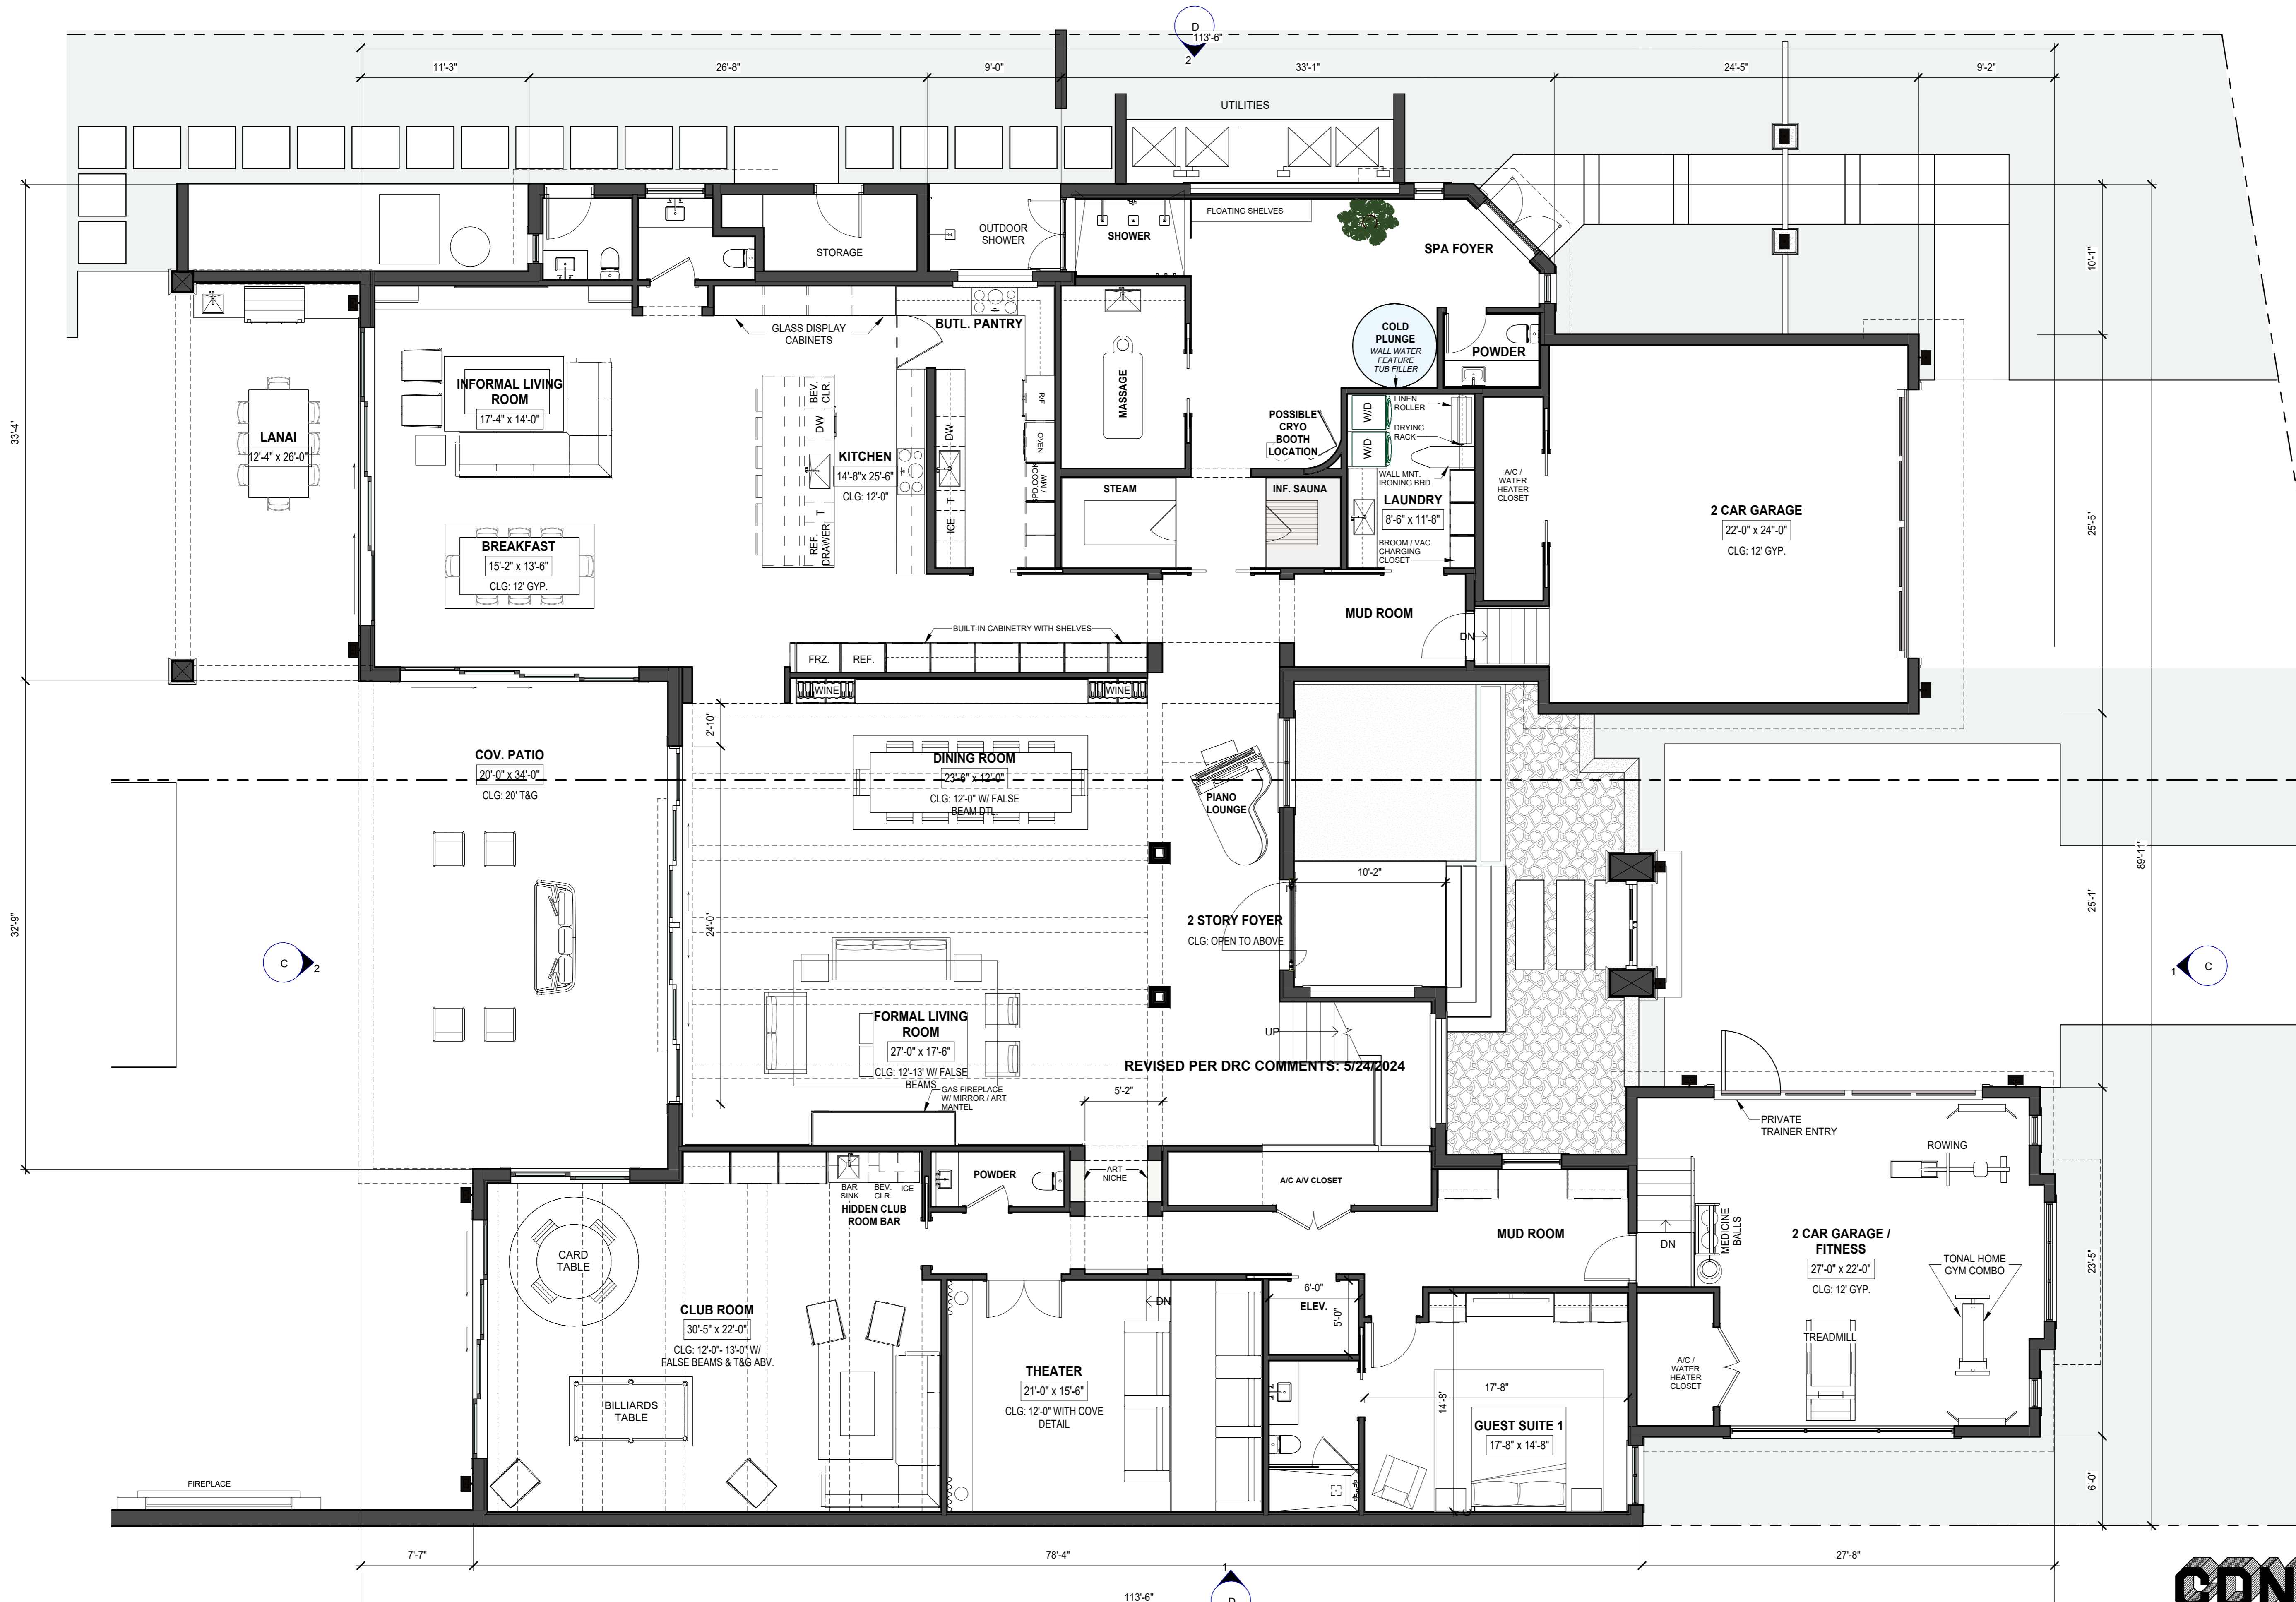 D
113'-6"
2
11'-3"
26'-8"
9'-0"
33'-1"
24'-5"
9'-2"
UTILITIES
FLOATING SHELVES
OUTDOOR
SHOWER
SHOWER
STORAGE
SPA FOYER
10'-1"
GLASS DISPLAY
CABINETS
BUTL. PANTRY
COLD
PLUNGE
WALL WATER
FEATURE
TUB FILLER
POWDER
INFORMAL LIVING
ROOM
17'-4" x 14'-0"
BEV.
CLR.
DW
R/F
MASSAGE
W/D
W/D
LINEN
ROLLER
DRYING
RACK
POSSIBLE
CRYO
BOOTH
LOCATION
33'-4"
LANAI
12'-4" x 26'-0"
KITCHEN
14'-8"x 25'-6"
CLG: 12'-0"
DW
OVEN
SPD.COOK
/ MW
WALL MNT.
IRONING BRD.
A/C /
WATER
HEATER
CLOSET
STEAM
INF. SAUNA
LAUNDRY
8'-6" x 11'-8"
2 CAR GARAGE
22'-0" x 24"-0"
CLG: 12' GYP.
25'-5"
REF.
DRAWER
T
ICE
T
BREAKFAST
15'-2" x 13'-6"
CLG: 12' GYP.
BROOM / VAC.
CHARGING
CLOSET
MUD ROOM
DN
BUILT-IN CABINETRY WITH SHELVES
FRZ.
REF.
WINE
WINE
2'-10"
COV. PATIO
20'-0" x 34'-0"
CLG: 20' T&G
DINING ROOM
23'-6" x 12'-0"
CLG: 12'-0" W/ FALSE
BEAM DTL.
PIANO
LOUNGE
89'-11"
10'-2"
25'-1"
32'-9"
24'-0"
2 STORY FOYER
CLG: OPEN TO ABOVE
C
2
1
C
FORMAL LIVING
ROOM
27'-0" x 17'-6"
CLG: 12'-13' W/ FALSE
BEAMS
UP
REVISED PER DRC COMMENTS: 5/24/2024
GAS FIREPLACE
W/ MIRROR / ART
MANTEL
5'-2"
PRIVATE
TRAINER ENTRY
ROWING
POWDER
ART
NICHE
A/C A/V CLOSET
BAR
SINK
BEV.
CLR.
ICE
HIDDEN CLUB
ROOM BAR
MUD ROOM
DN
MEDICINE
BALLS
2 CAR GARAGE /
FITNESS
27'-0" x 22'-0"
CLG: 12' GYP.
TONAL HOME
GYM COMBO
23'-5"
CARD
TABLE
CLUB ROOM
30'-5" x 22'-0"
CLG: 12'-0"- 13'-0" W/
FALSE BEAMS & T&G ABV.
DN
6'-0"
ELEV.
5'-0"
TREADMILL
THEATER
21'-0" x 15'-6"
CLG: 12'-0" WITH COVE
DETAIL
A/C /
WATER
HEATER
CLOSET
17'-8"
14'-8"
BILLIARDS
TABLE
GUEST SUITE 1
17'-8" x 14'-8"
FIREPLACE
6'-0"
7'-7"
78'-4"
27'-8"
1
113'-6"
D